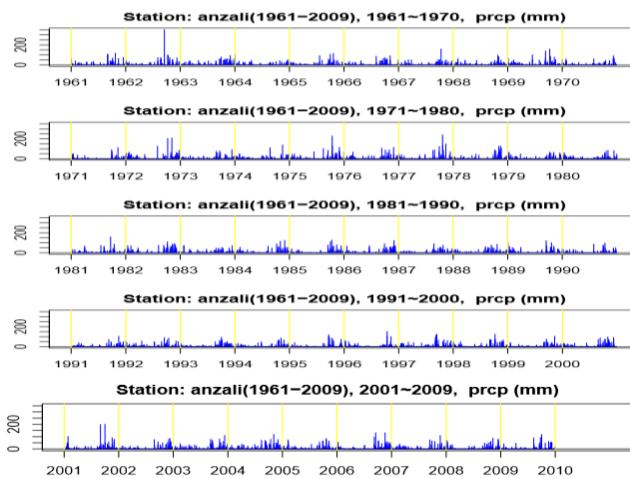 Station: anzali(1961−2009), 1961~1970, prcp (mm)
200
0
1961 1962 1963 1964 1965 1966 1967 1968 1969 1970
Station: anzali(1961−2009), 1971~1980, prcp (mm)
200
0
1971 1972 1973 1974 1975 1976 1977 1978 1979 1980
Station: anzali(1961−2009), 1981~1990, prcp (mm)
200
0
1981 1982 1983 1984 1985 1986 1987 1988 1989 1990
Station: anzali(1961−2009), 1991~2000, prcp (mm)
200
0
1991 1992 1993 1994 1995 1996 1997 1998 1999 2000
Station: anzali(1961−2009), 2001~2009, prcp (mm)
200
0
2001 2002 2003 2004 2005 2006 2007 2008 2009 2010